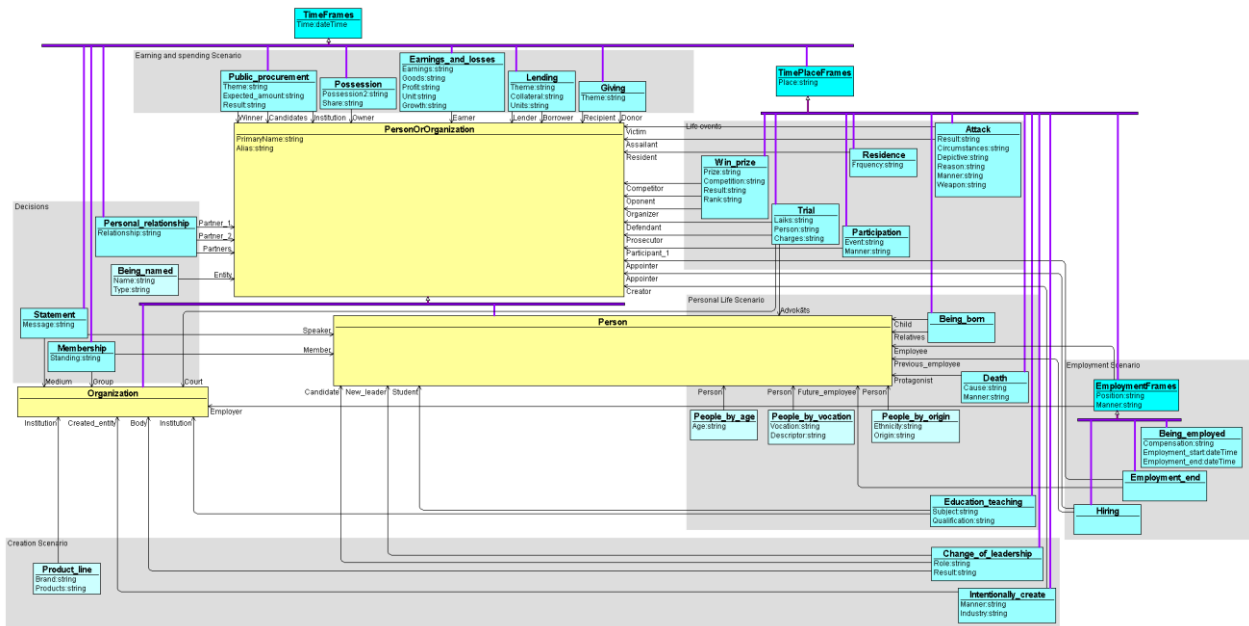 TimeFrames
Time:dateTime
Earning and spending Scenario
Public_procurement
Theme:string
Expected_amount:string
Result:string
Possession
Possession2:string
Share:string
Earnings_and_losses
Earnings:string
Goods:string
Profit:string
Unit:string
Growth:string
Lending
Theme:string
Collateral:string
Units:string
Giving
Theme:string
TimePlaceFrames
Place:string
Winner
Candidates
Institution
Owner
Earner
Lender
Borrower
Recipient
Donor
PersonOrOrganization
PrimaryName:string
Alias:string
Victim
Assailant
Resident
Competitor
Oponent
Organizer
Defendant
Prosecutor
Participant_1
Appointer
Appointer
Creator
Life events
Attack
Result:string
Circumstances:string
Depictive:string
Reason:string
Manner:string
Weapon:string
Residence
Frquency:string
Win_prize
Prize:string
Competition:string
Result:string
Rank:string
Trial
Laiks:string
Person:string
Charges:string
Participation
Event:string
Manner:string
Decisions
Personal_relationship
Relationship:string
Partner_1
Partner_2
Partners
Being_named
Name:string
Type:string
Entity
Statement
Message:string
Membership
Standing:string
Speaker
Member
Medium
Group
Court
Organization
Institution
Created_entity
Body
Institution
Employer
Personal Life Scenario
Advokāts
Person
Child
Relatives
Employee
Previous_employee
Protagonist
Being_born
Candidate
New_leader
Student
Person
Person
Future_employee
Person
Death
Cause:string
Manner:string
People_by_age
Age:string
People_by_vocation
Vocation:string
Descriptor:string
People_by_origin
Ethnicity:string
Origin:string
Employment Scenario
EmploymentFrames
Position:string
Manner:string
Being_employed
Compensation:string
Employment_start:dateTime
Employment_end:dateTime
Employment_end
Hiring
Education_teaching
Subject:string
Qualification:string
Creation Scenario
Product_line
Brand:string
Products:string
Change_of_leadership
Role:string
Result:string
Intentionally_create
Manner:string
Industry:string